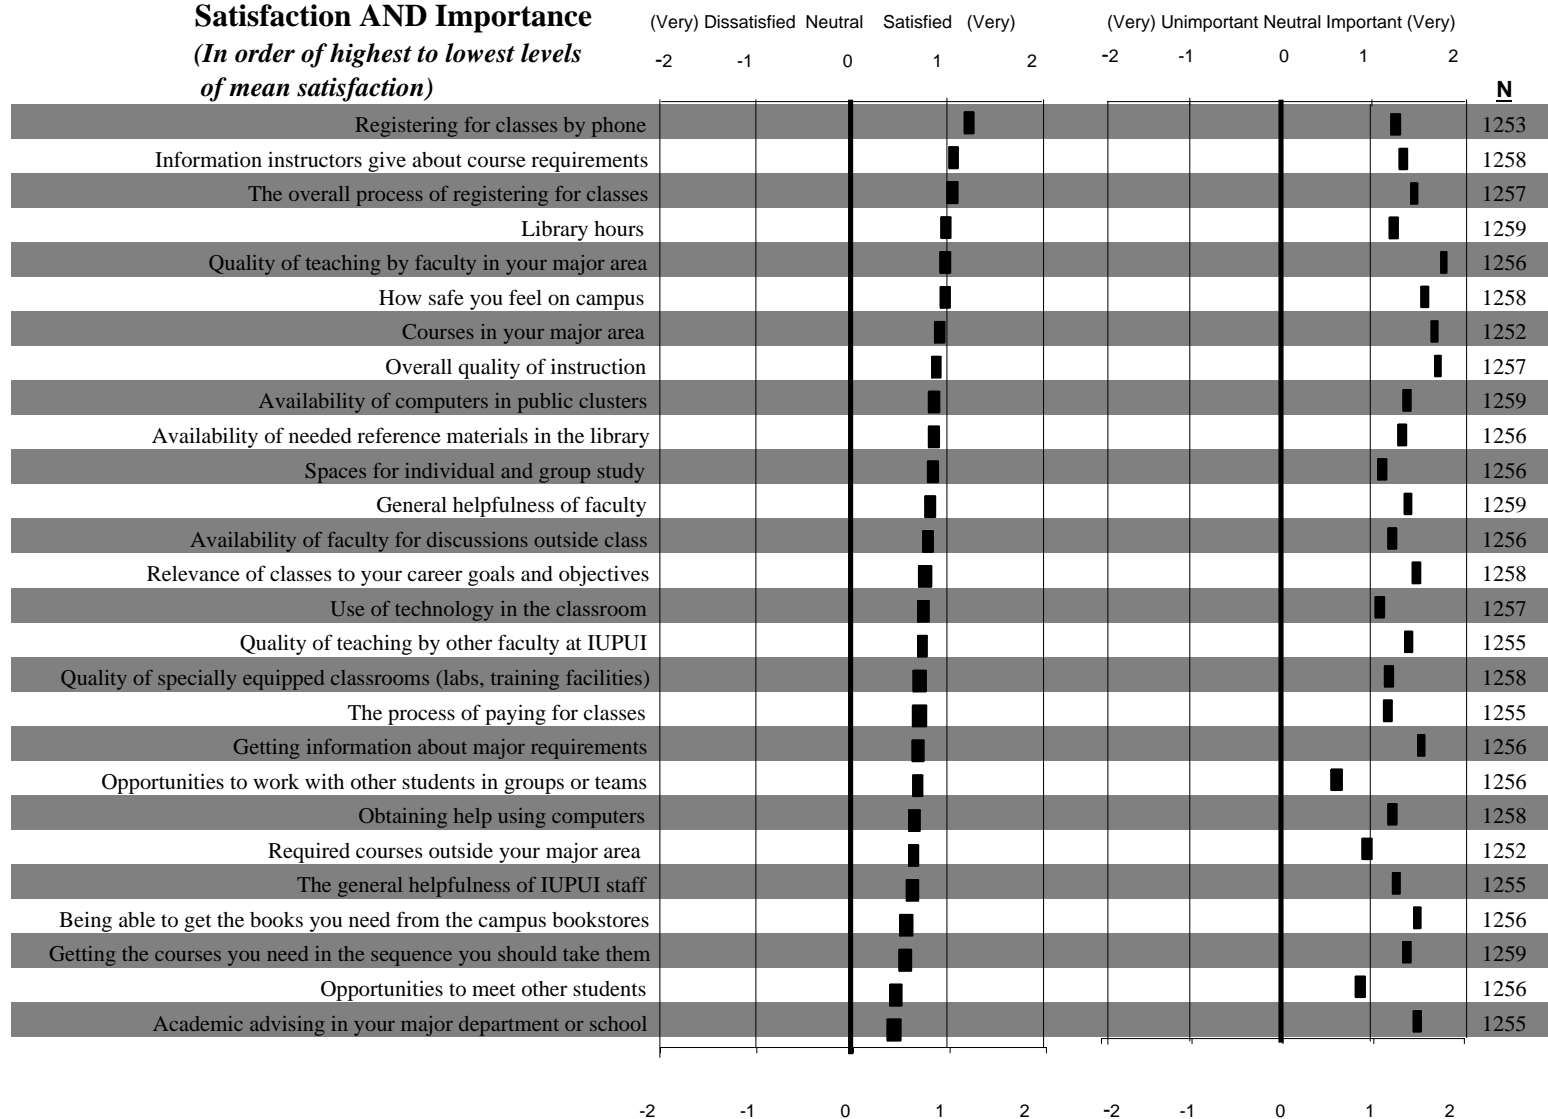 Satisfaction AND Importance
(In order of highest to lowest levels
of mean satisfaction)
(Very) Dissatisfied Neutral Satisfied (Very)
(Very) Unimportant Neutral Important (Very)
-2 -1 0 1 2
-2 -1 0 1 2
N
Registering for classes by phone 1253
Information instructors give about course requirements 1258
The overall process of registering for classes 1257
Library hours 1259
Quality of teaching by faculty in your major area 1256
How safe you feel on campus 1258
Courses in your major area 1252
Overall quality of instruction 1257
Availability of computers in public clusters 1259
Availability of needed reference materials in the library 1256
Spaces for individual and group study 1256
General helpfulness of faculty 1259
Availability of faculty for discussions outside class 1256
Relevance of classes to your career goals and objectives 1258
Use of technology in the classroom 1257
Quality of teaching by other faculty at IUPUI 1255
Quality of specially equipped classrooms (labs, training facilities) 1258
The process of paying for classes 1255
Getting information about major requirements 1256
Opportunities to work with other students in groups or teams 1256
Obtaining help using computers 1258
Required courses outside your major area 1252
The general helpfulness of IUPUI staff 1255
Being able to get the books you need from the campus bookstores 1256
Getting the courses you need in the sequence you should take them 1259
Opportunities to meet other students 1256
Academic advising in your major department or school 1255
-2 -1 0 1 2
-2 -1 0 1 2